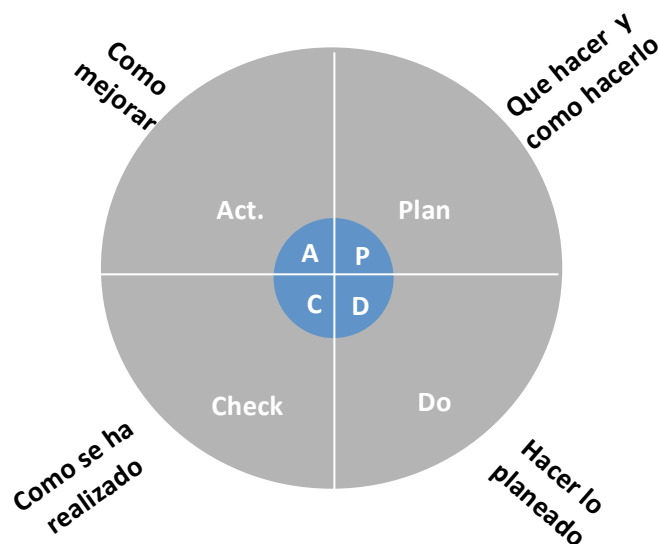 Como
mejorar
Que hacer y
como hacerlo
Act.
Plan
A
P
C
D
Check
Do
Como se ha
realizado
Hacer lo
planeado